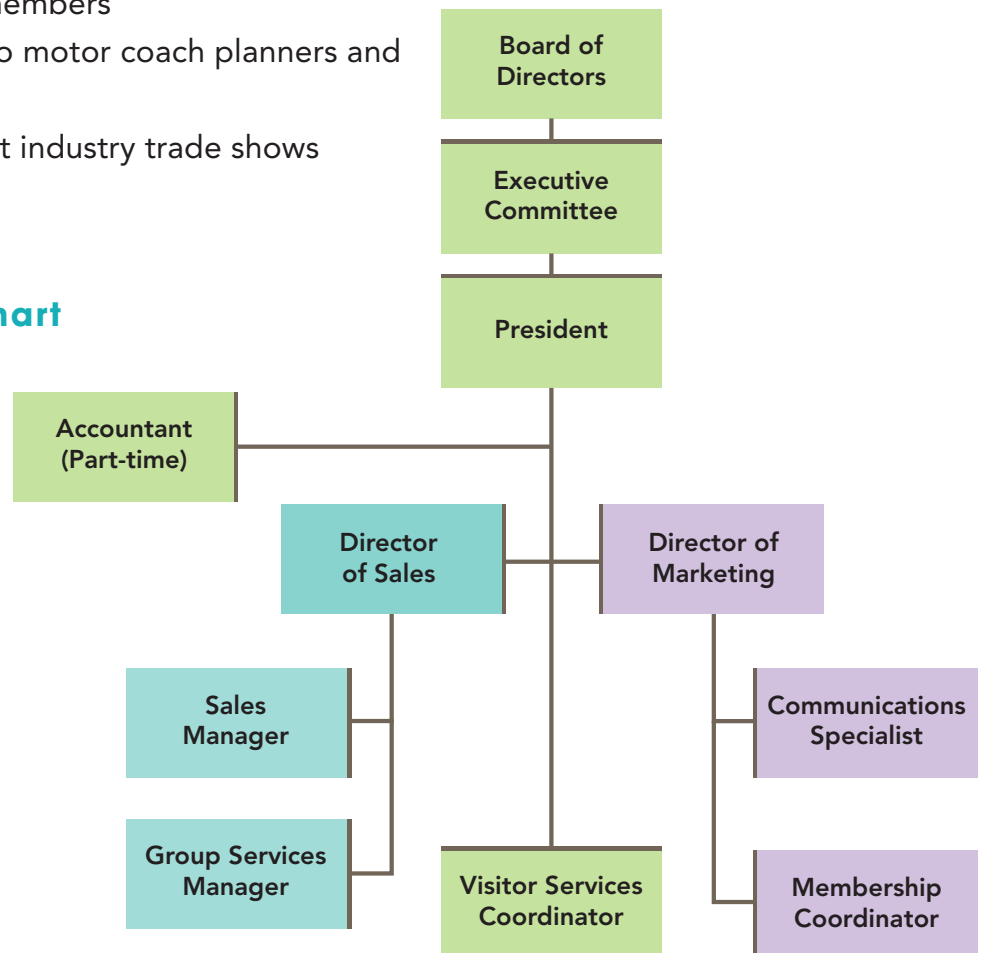 members
o motor coach planners and
t industry trade shows
hart
Board of
Directors
Executive
Committee
President
Accountant
(Part-time)
Director
of Sales
Director of
Marketing
Sales
Manager
Communications
Specialist
Group Services
Manager
Visitor Services
Coordinator
Membership
Coordinator